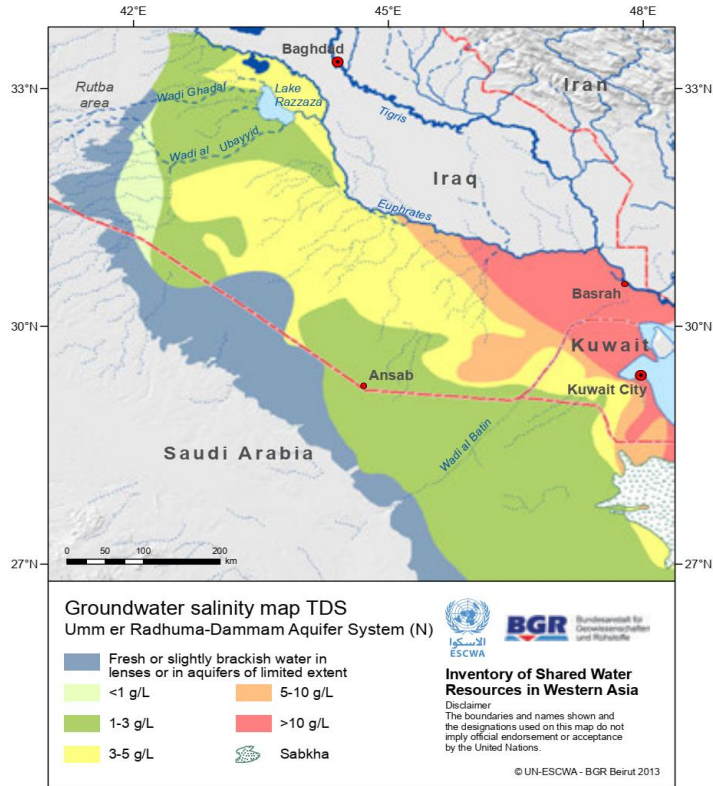 42°E 45°E 48°E
33°N 33°N
30°N 30°N
27°N 27°N
Baghdad
Iran
Rutba
area
Wadi Ghadaf
Lake
Razzaza
Tigris
Wadi al Ubayyid
Iraq
Euphrates
Basrah
Kuwait
Kuwait City
Ansab
Saudi Arabia
Wadi al Batin
0 50 100 200
km
Groundwater salinity map TDS
Umm er Radhuma-Dammam Aquifer System (N)
Fresh or slightly brackish water in
lenses or in aquifers of limited extent
<1 g/L
1-3 g/L
3-5 g/L
5-10 g/L
>10 g/L
Sabkha
الاسكوا
ESCWA
BGR
Bundesanstalt für
Geowissenschaften
und Rohstoffe
Inventory of Shared Water
Resources in Western Asia
Disclaimer
The boundaries and names shown and
the designations used on this map do not
imply official endorsement or acceptance
by the United Nations.
© UN-ESCWA - BGR Beirut 2013